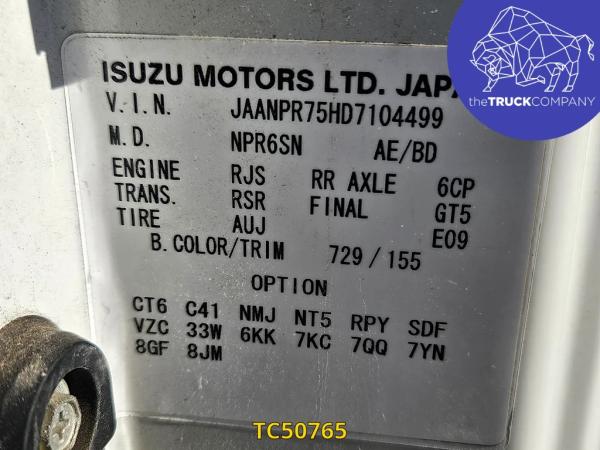 ISUZU MOTORS LTD. JAPA
theTRUCKCOMPANY
V.I.N. JAANPR75HD7104499
M.D. NPR6SN AE/BD
ENGINE RJS RR AXLE 6CP
TRANS. RSR FINAL GT5
TIRE AUJ E09
B.COLOR/TRIM 729 / 155
OPTION
CT6 C41 NMJ NT5 RPY SDF
VZC 33W 6KK 7KC 7QQ 7YN
8GF 8JM
TC50765